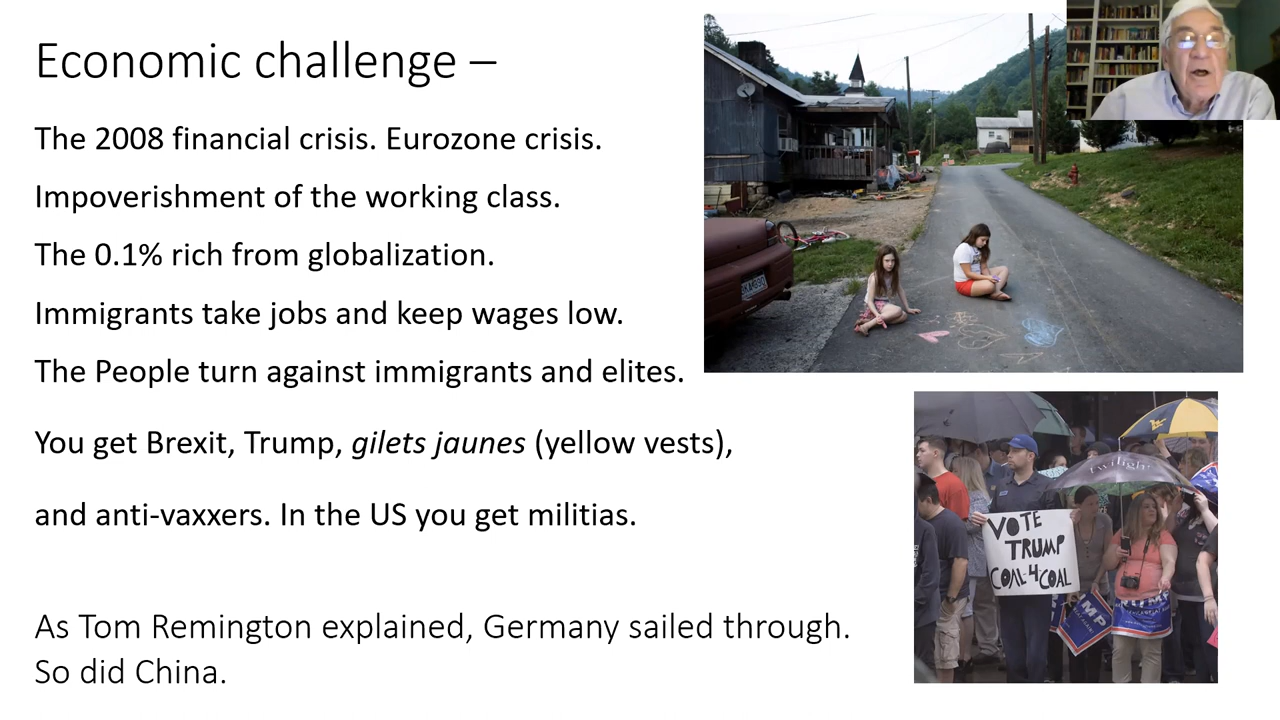 Economic challenge –
The 2008 financial crisis. Eurozone crisis.
Impoverishment of the working class.
The 0.1% rich from globalization.
Immigrants take jobs and keep wages low.
The People turn against immigrants and elites.
You get Brexit, Trump, gilets jaunes (yellow vests),
and anti-vaxxers. In the US you get militias.
As Tom Remington explained, Germany sailed through.
So did China.
twilight
VOTE
TRUMP
COAL-4-COAL